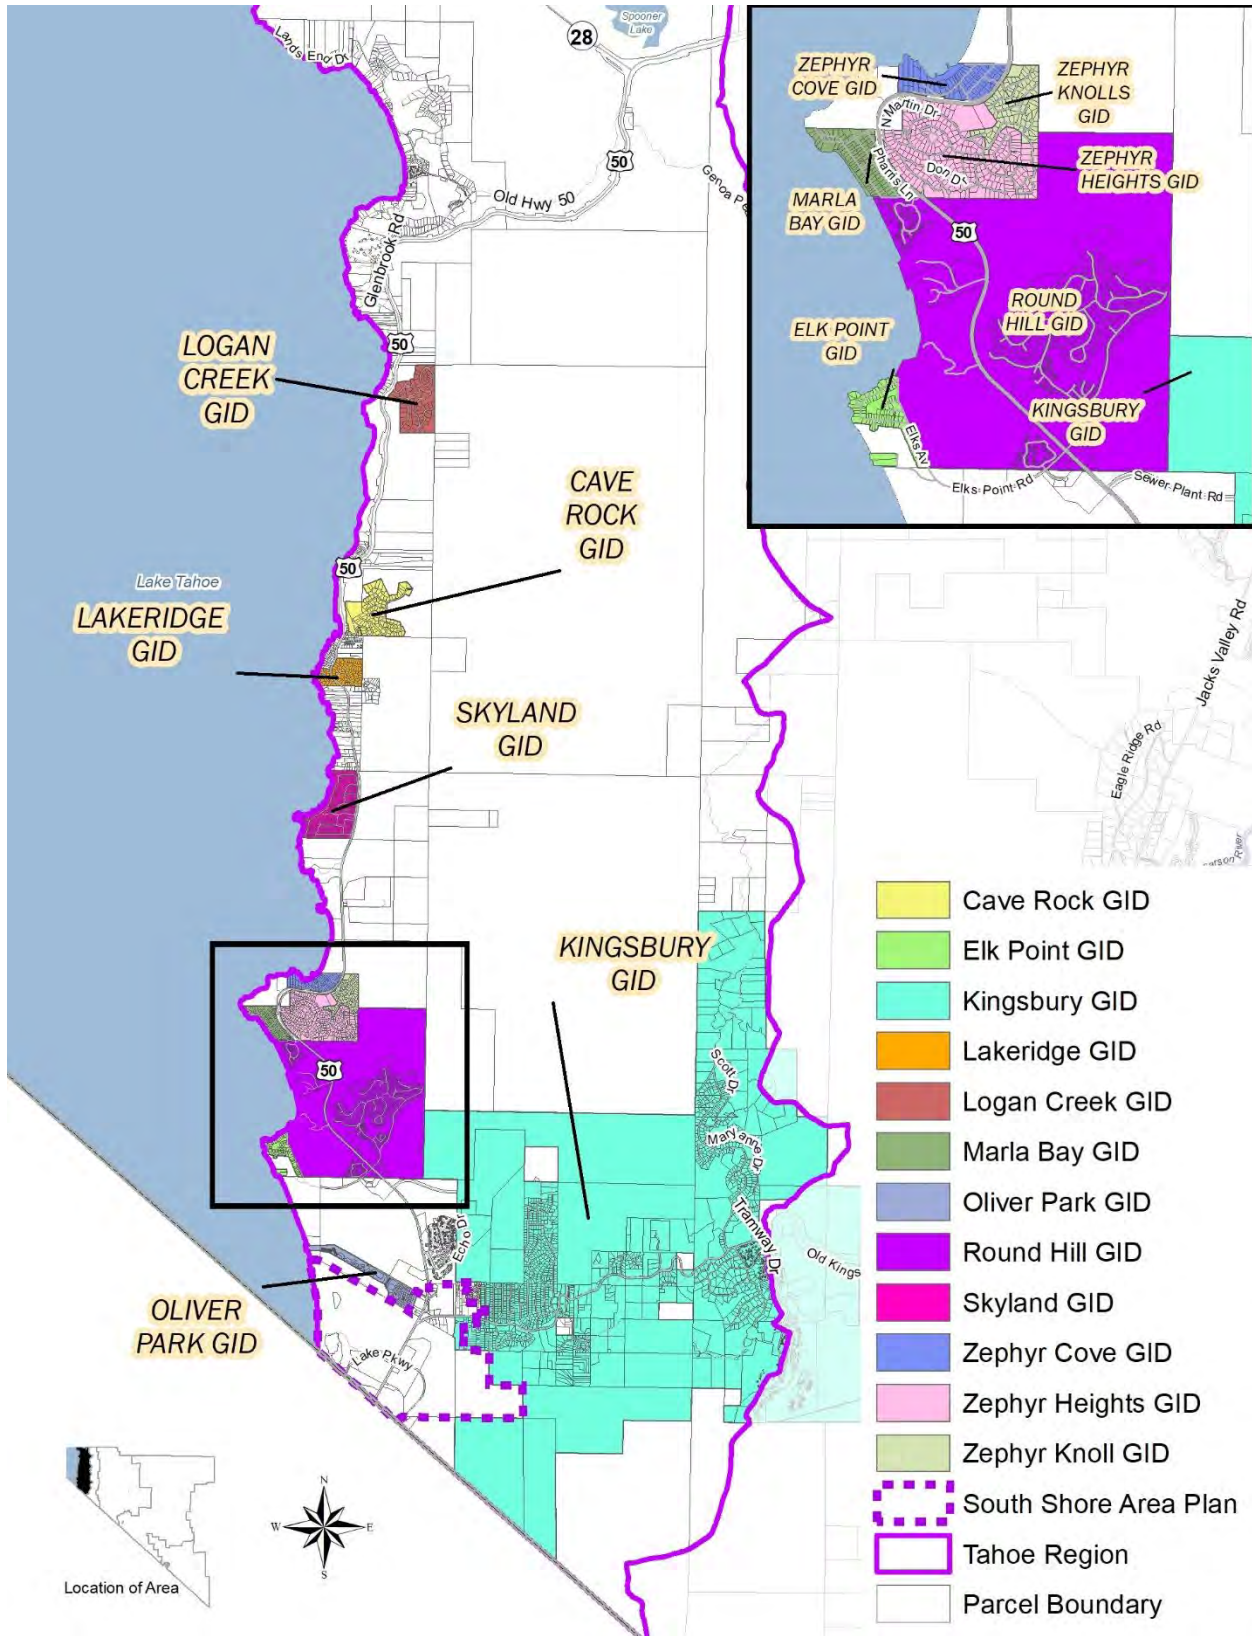 Lands End Dr
Spooner
Lake
28
50
Genoa Pe
Old Hwy 50
Glenbrook Rd
50
LOGAN
CREEK
GID
CAVE
ROCK
GID
50
Lake Tahoe
LAKERIDGE
GID
SKYLAND
GID
KINGSBURY
GID
50
Scott Dr
Maryanne Dr
Tramway Dr
Echo Dr
Old Kings
OLIVER
PARK GID
Lake Pkwy
Jacks Valley Rd
Eagle Ridge Rd
arson River
ZEPHYR
COVE GID
ZEPHYR
KNOLLS
GID
N Martin Dr
ZEPHYR
HEIGHTS GID
Don Dr
Pharris Ln
MARLA
BAY GID
50
ROUND
HILL GID
ELK POINT
GID
KINGSBURY
GID
Elks Av
Elks Point Rd
Sewer Plant Rd
Cave Rock GID
Elk Point GID
Kingsbury GID
Lakeridge GID
Logan Creek GID
Marla Bay GID
Oliver Park GID
Round Hill GID
Skyland GID
Zephyr Cove GID
Zephyr Heights GID
Zephyr Knoll GID
South Shore Area Plan
Tahoe Region
Parcel Boundary
Location of Area
N
W
E
S